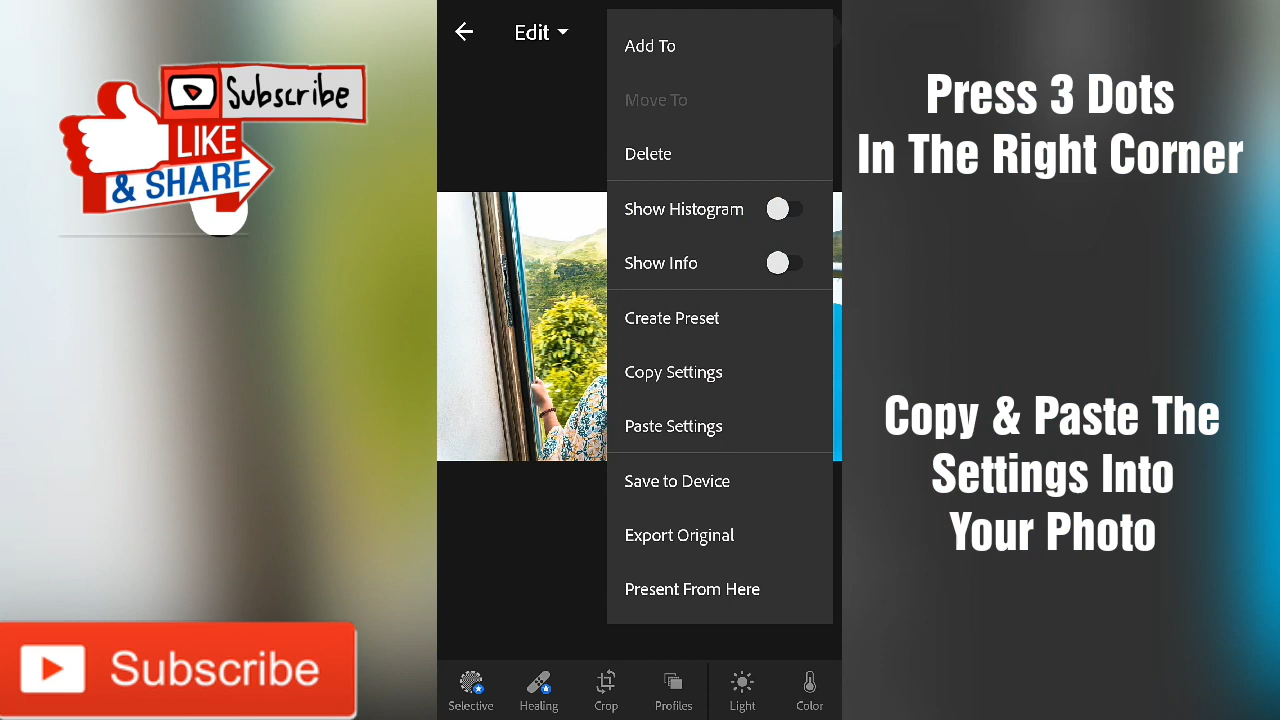 Subscribe
LIKE
& SHARE
Subscribe
Edit
Add To
Move To
Delete
Show Histogram
Show Info
Create Preset
Copy Settings
Paste Settings
Save to Device
Export Original
Present From Here
Selective
Healing
Crop
Profiles
Light
Color
Press 3 Dots
In The Right Corner
Copy & Paste The
Settings Into
Your Photo